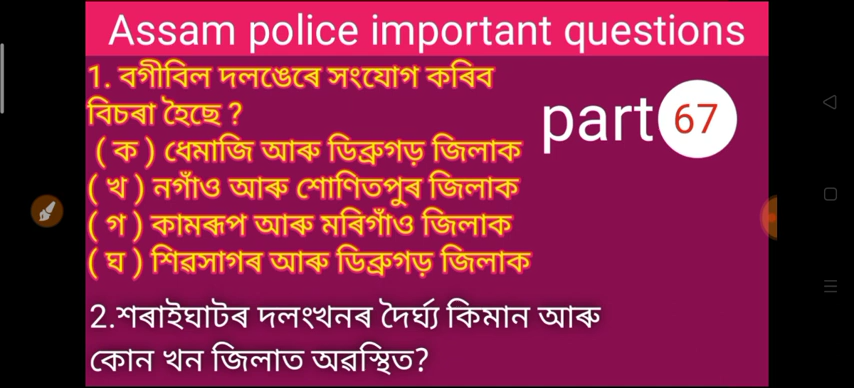 Assam police important questions
1. বগীবিল দলঙেৰে সংযোগ কৰিব
বিচৰা হৈছে ?
part 67
( ক ) ধেমাজি আৰু ডিব্ৰুগড় জিলাক
( খ ) নগাঁও আৰু শোণিতপুৰ জিলাক
( গ ) কামৰূপ আৰু মৰিগাঁও জিলাক
( ঘ ) শিৱসাগৰ আৰু ডিব্ৰুগড় জিলাক
2.শৰাইঘাটৰ দলংখনৰ দৈৰ্ঘ্য কিমান আৰু
কোন খন জিলাত অৱস্থিত?